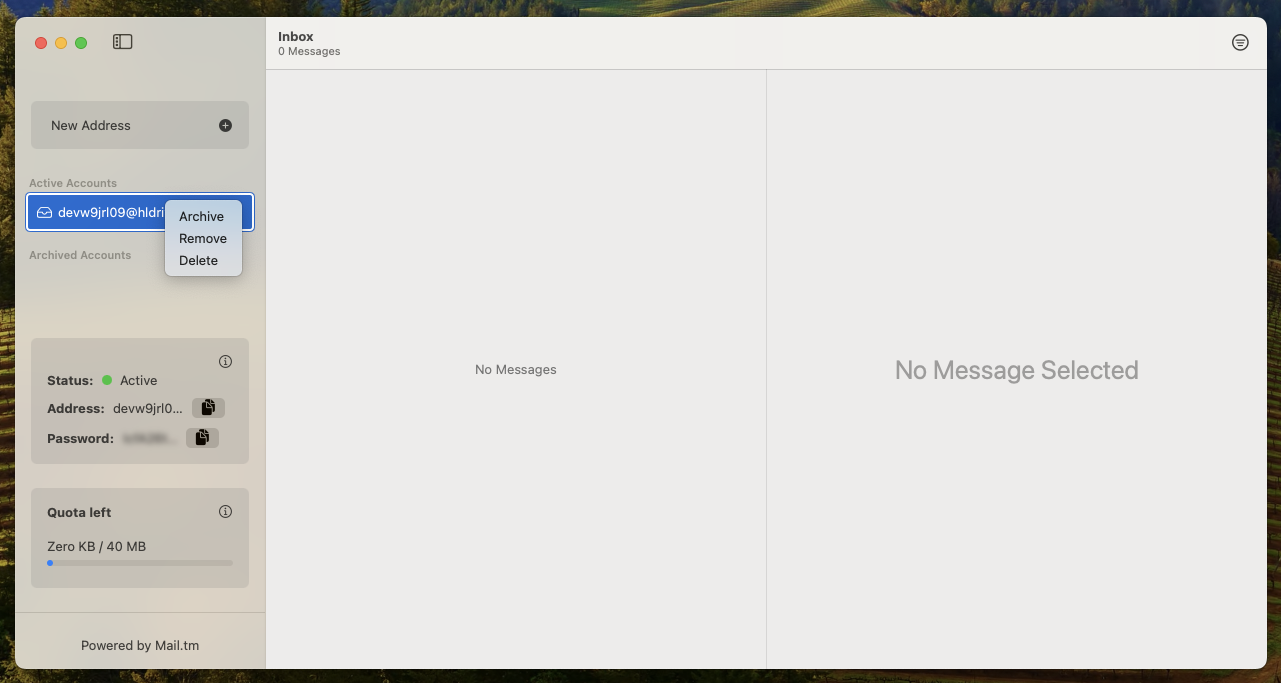 Inbox
0 Messages
New Address
Active Accounts
devw9jrl09@hldri
Archive
Remove
Delete
Archived Accounts
Status: Active
Address: devw9jrl0...
Password:
Quota left
Zero KB / 40 MB
Powered by Mail.tm
No Messages
No Message Selected